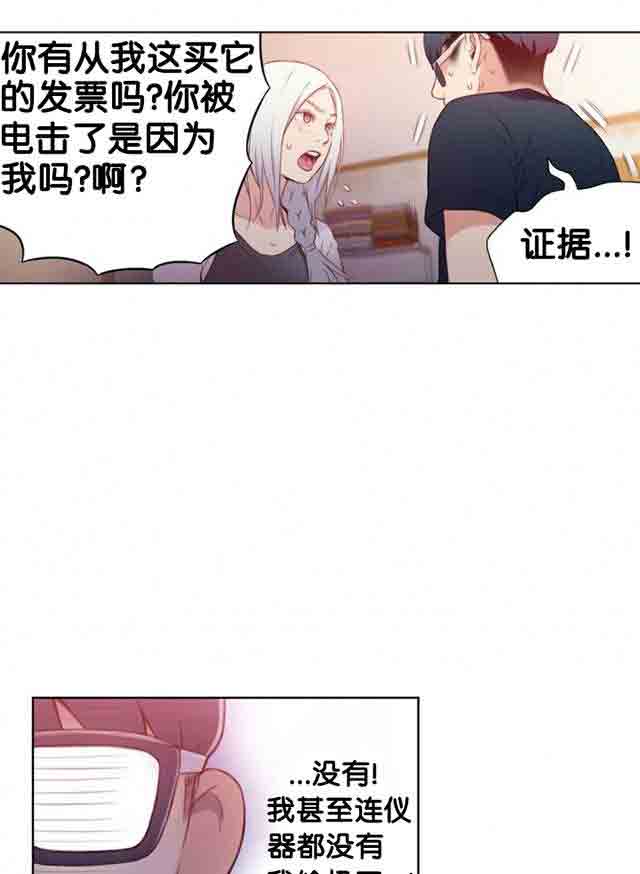 你有从我这买它
的发票吗?你被
电击了是因为
我吗?啊?
证据...!
...没有!
我甚至连仪
器都没有